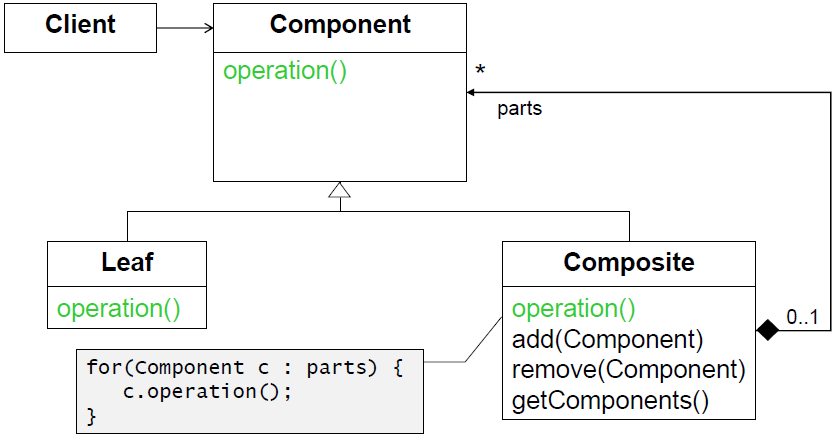 Client
Component
operation()
*
parts
Leaf
operation()
Composite
operation()
add(Component)
remove(Component)
getComponents()
0..1
for(Component c : parts) {
   c.operation();
}